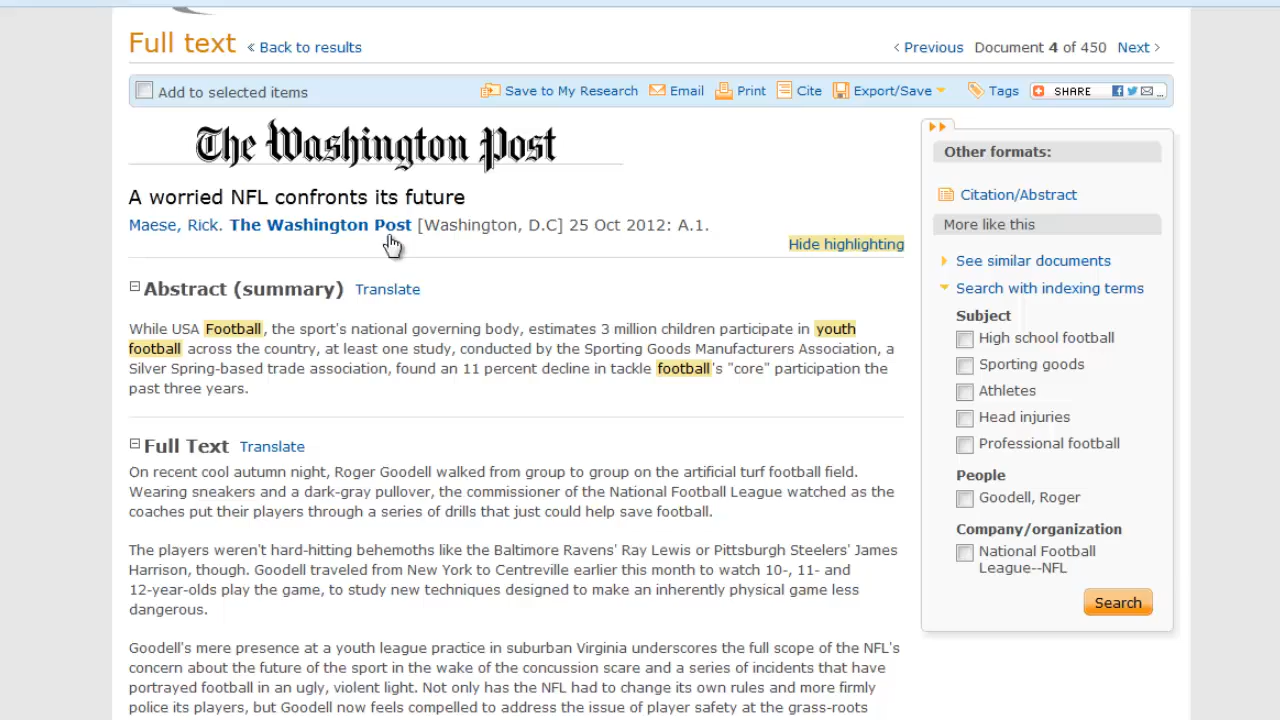 Full text « Back to results
‹ Previous Document 4 of 450 Next ›
Add to selected items Save to My Research Email Print Cite Export/Save Tags SHARE ...
The Washington Post
A worried NFL confronts its future
Maese, Rick. The Washington Post [Washington, D.C] 25 Oct 2012: A.1.
Hide highlighting
Abstract (summary) Translate
While USA Football, the sport's national governing body, estimates 3 million children participate in youth
football across the country, at least one study, conducted by the Sporting Goods Manufacturers Association, a
Silver Spring-based trade association, found an 11 percent decline in tackle football's "core" participation the
past three years.
Full Text Translate
On recent cool autumn night, Roger Goodell walked from group to group on the artificial turf football field.
Wearing sneakers and a dark-gray pullover, the commissioner of the National Football League watched as the
coaches put their players through a series of drills that just could help save football.
The players weren't hard-hitting behemoths like the Baltimore Ravens' Ray Lewis or Pittsburgh Steelers' James
Harrison, though. Goodell traveled from New York to Centreville earlier this month to watch 10-, 11- and
12-year-olds play the game, to study new techniques designed to make an inherently physical game less
dangerous.
Goodell's mere presence at a youth league practice in suburban Virginia underscores the full scope of the NFL's
concern about the future of the sport in the wake of the concussion scare and a series of incidents that have
portrayed football in an ugly, violent light. Not only has the NFL had to change its own rules and more firmly
police its players, but Goodell now feels compelled to address the issue of player safety at the grass-roots
Other formats:
Citation/Abstract
More like this
See similar documents
Search with indexing terms
Subject
High school football
Sporting goods
Athletes
Head injuries
Professional football
People
Goodell, Roger
Company/organization
National Football
League--NFL
Search